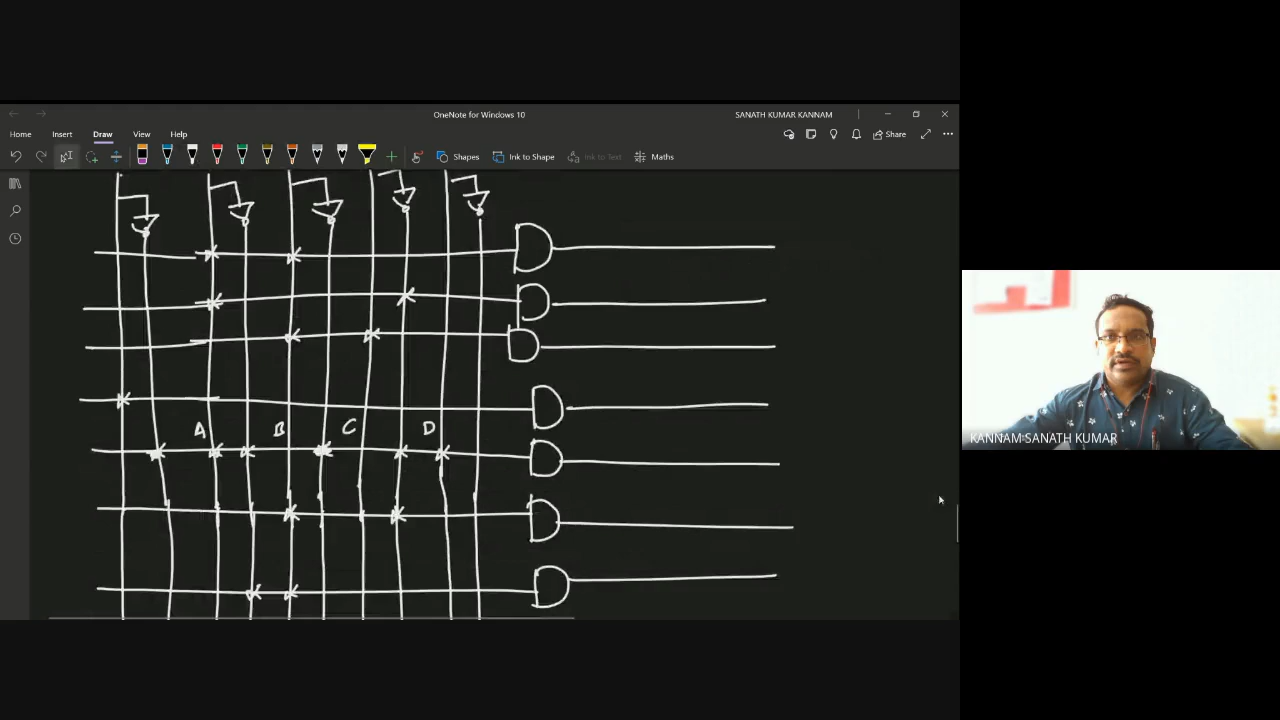 OneNote for Windows 10
SANATH KUMAR KANNAM
Home Insert Draw View Help
Share
Shapes Ink to Shape Ink to Text Maths
A B C D
KANNAM SANATH KUMAR